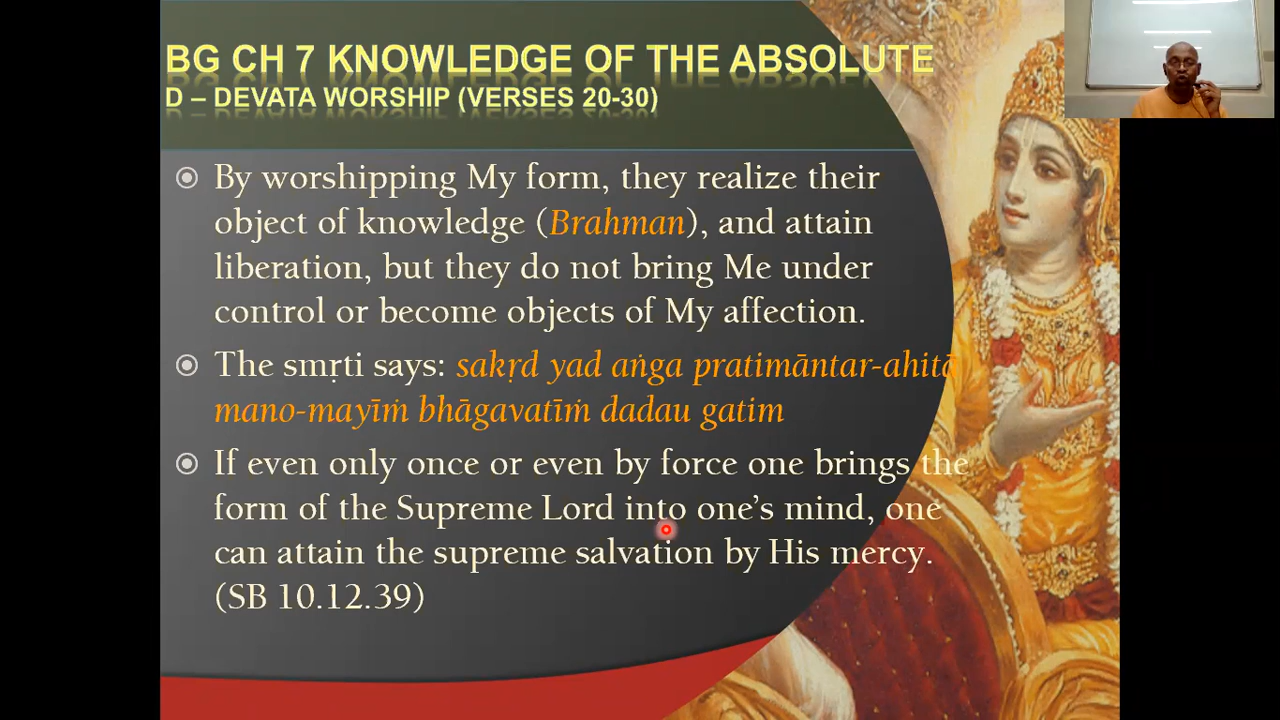 BG CH 7 KNOWLEDGE OF THE ABSOLUTE
D – DEVATA WORSHIP (VERSES 20-30)
By worshipping My form, they realize their
object of knowledge (Brahman), and attain
liberation, but they do not bring Me under
control or become objects of My affection.
The smṛti says: sakṛd yad aṅga pratimāntar-ahitā
mano-mayīṁ bhāgavatīṁ dadau gatim
If even only once or even by force one brings the
form of the Supreme Lord into one’s mind, one
can attain the supreme salvation by His mercy.
(SB 10.12.39)